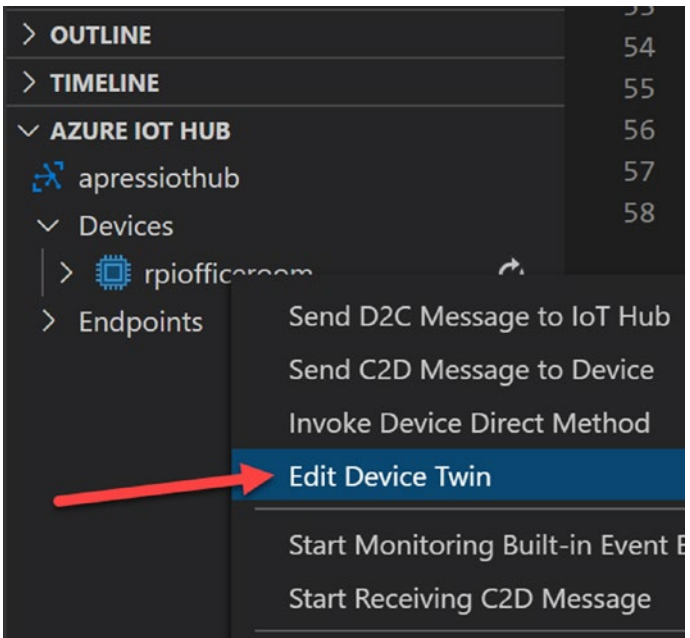 OUTLINE
TIMELINE
AZURE IOT HUB
apressiothub
Devices
rpiofficeroom
Endpoints
54
55
56
57
58
Send D2C Message to IoT Hub
Send C2D Message to Device
Invoke Device Direct Method
Edit Device Twin
Start Monitoring Built-in Event
Start Receiving C2D Message